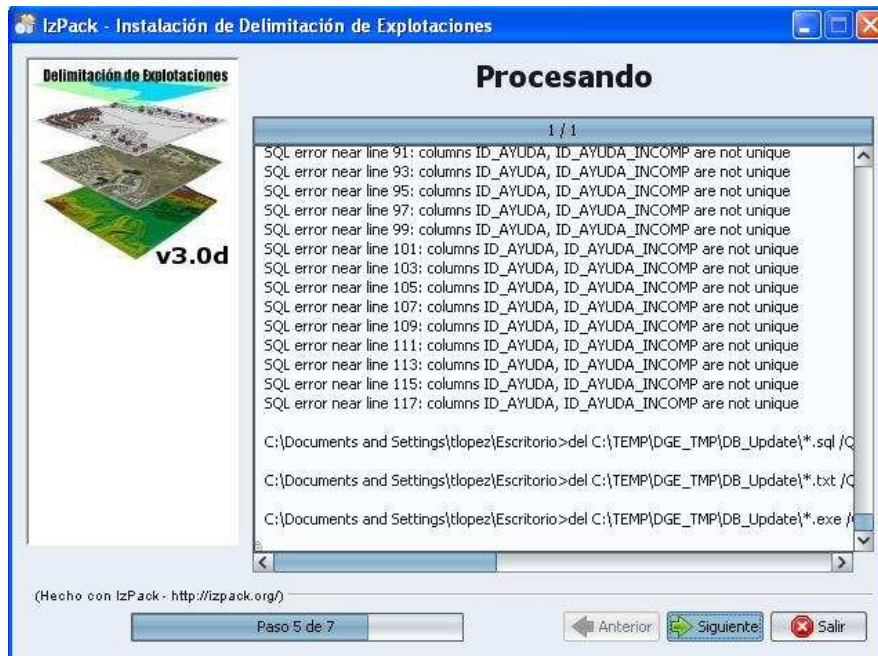 IzPack - Instalación de Delimitación de Explotaciones
Delimitación de Explotaciones
v3.0d
Procesando
1 / 1
SQL error near line 91: columns ID_AYUDA, ID_AYUDA_INCOMP are not unique
SQL error near line 93: columns ID_AYUDA, ID_AYUDA_INCOMP are not unique
SQL error near line 95: columns ID_AYUDA, ID_AYUDA_INCOMP are not unique
SQL error near line 97: columns ID_AYUDA, ID_AYUDA_INCOMP are not unique
SQL error near line 99: columns ID_AYUDA, ID_AYUDA_INCOMP are not unique
SQL error near line 101: columns ID_AYUDA, ID_AYUDA_INCOMP are not unique
SQL error near line 103: columns ID_AYUDA, ID_AYUDA_INCOMP are not unique
SQL error near line 105: columns ID_AYUDA, ID_AYUDA_INCOMP are not unique
SQL error near line 107: columns ID_AYUDA, ID_AYUDA_INCOMP are not unique
SQL error near line 109: columns ID_AYUDA, ID_AYUDA_INCOMP are not unique
SQL error near line 111: columns ID_AYUDA, ID_AYUDA_INCOMP are not unique
SQL error near line 113: columns ID_AYUDA, ID_AYUDA_INCOMP are not unique
SQL error near line 115: columns ID_AYUDA, ID_AYUDA_INCOMP are not unique
SQL error near line 117: columns ID_AYUDA, ID_AYUDA_INCOMP are not unique
C:\Documents and Settings\tlopez\Escritorio>del C:\TEMP\DGE_TMP\DB_Update\*.sql /Q
C:\Documents and Settings\tlopez\Escritorio>del C:\TEMP\DGE_TMP\DB_Update\*.txt /Q
C:\Documents and Settings\tlopez\Escritorio>del C:\TEMP\DGE_TMP\DB_Update\*.exe /Q
(Hecho con IzPack - http://izpack.org/)
Paso 5 de 7
Anterior
Siguiente
Salir